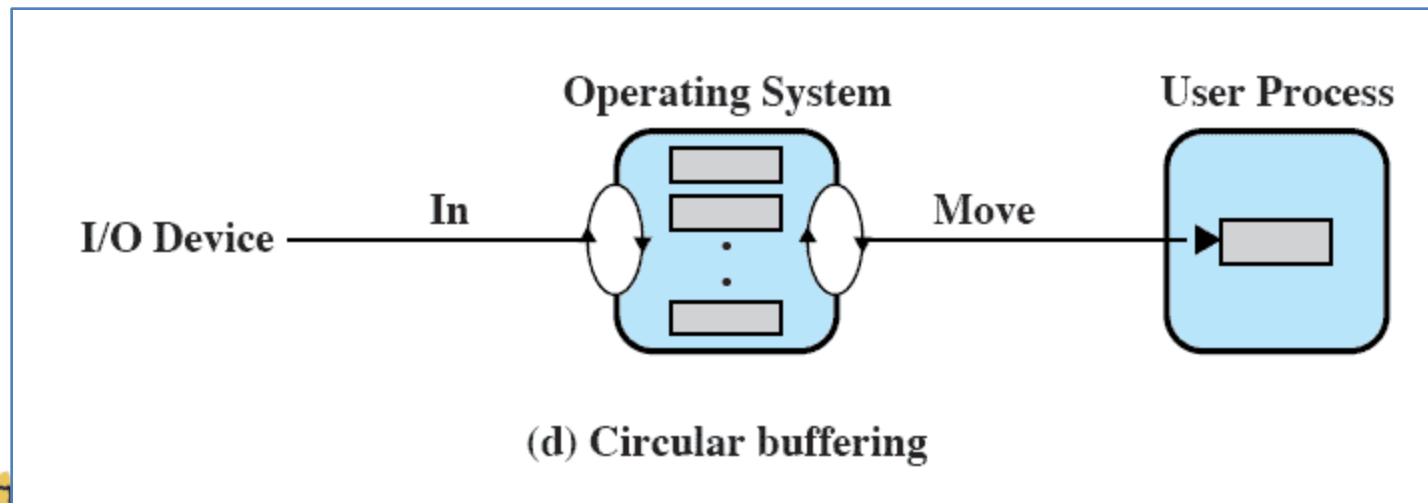 Operating System
User Process
I/O Device
In
Move
(d) Circular buffering